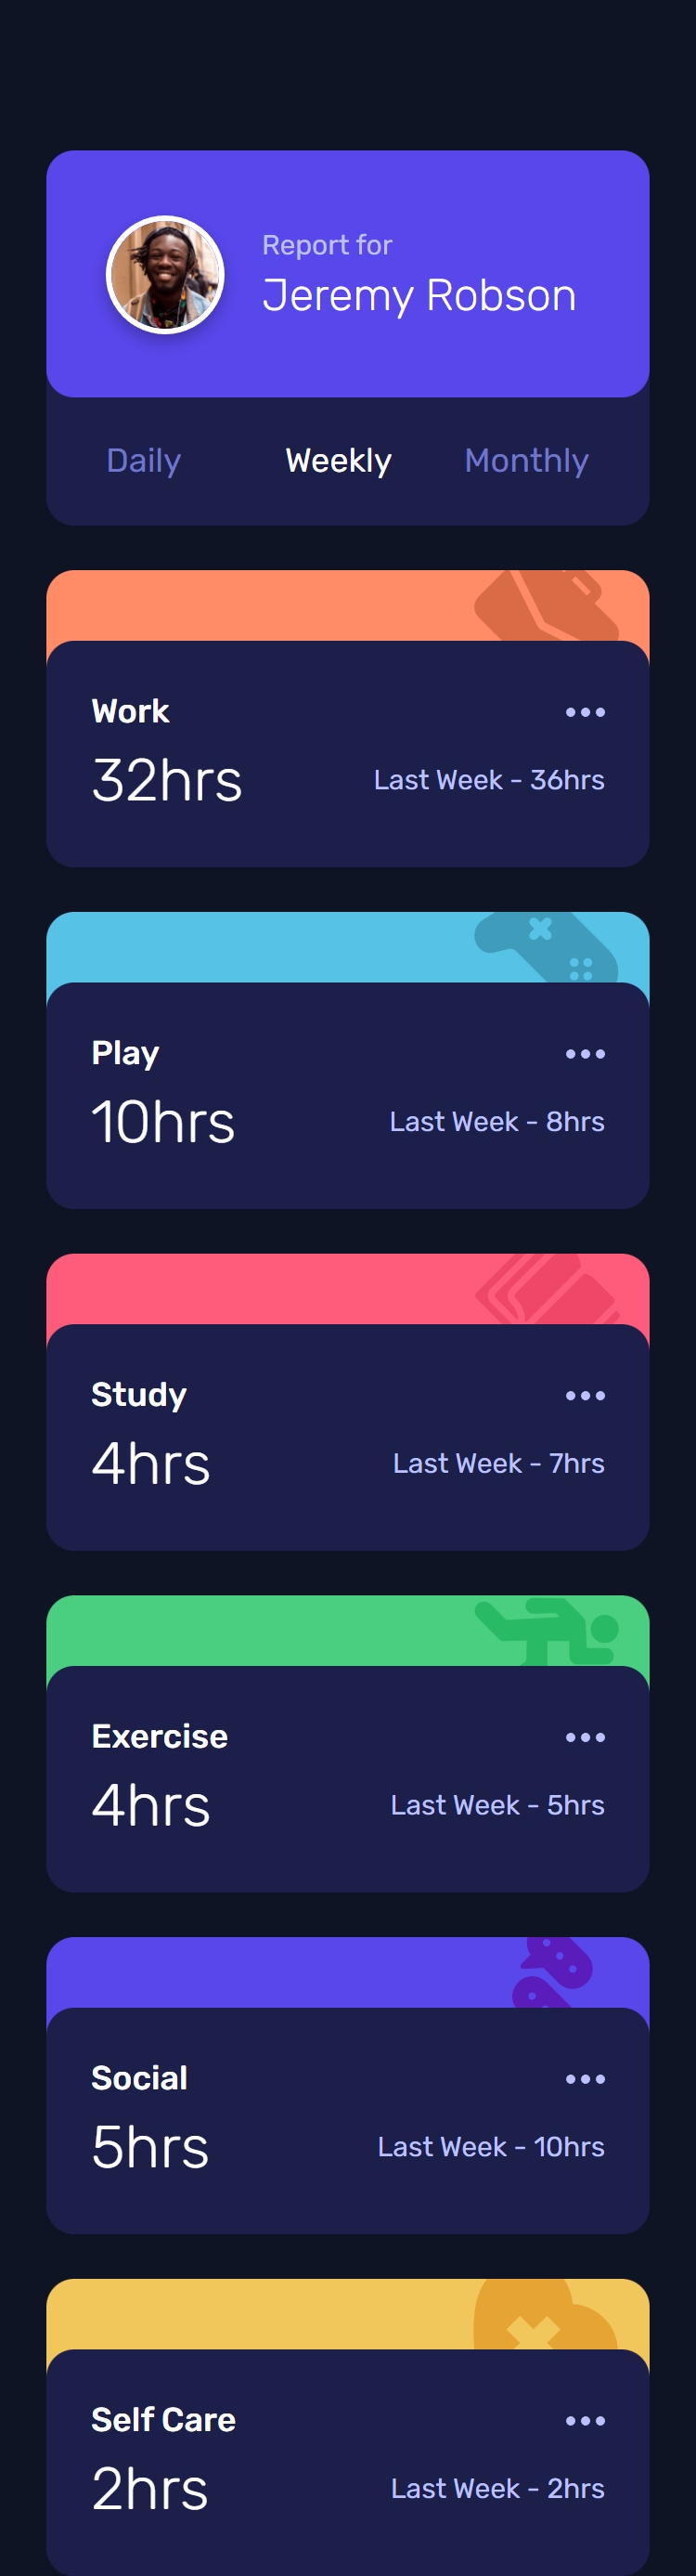 Report for
Jeremy Robson
Daily Weekly Monthly
Work
32hrs Last Week - 36hrs
Play
10hrs Last Week - 8hrs
Study
4hrs Last Week - 7hrs
Exercise
4hrs Last Week - 5hrs
Social
5hrs Last Week - 10hrs
Self Care
2hrs Last Week - 2hrs